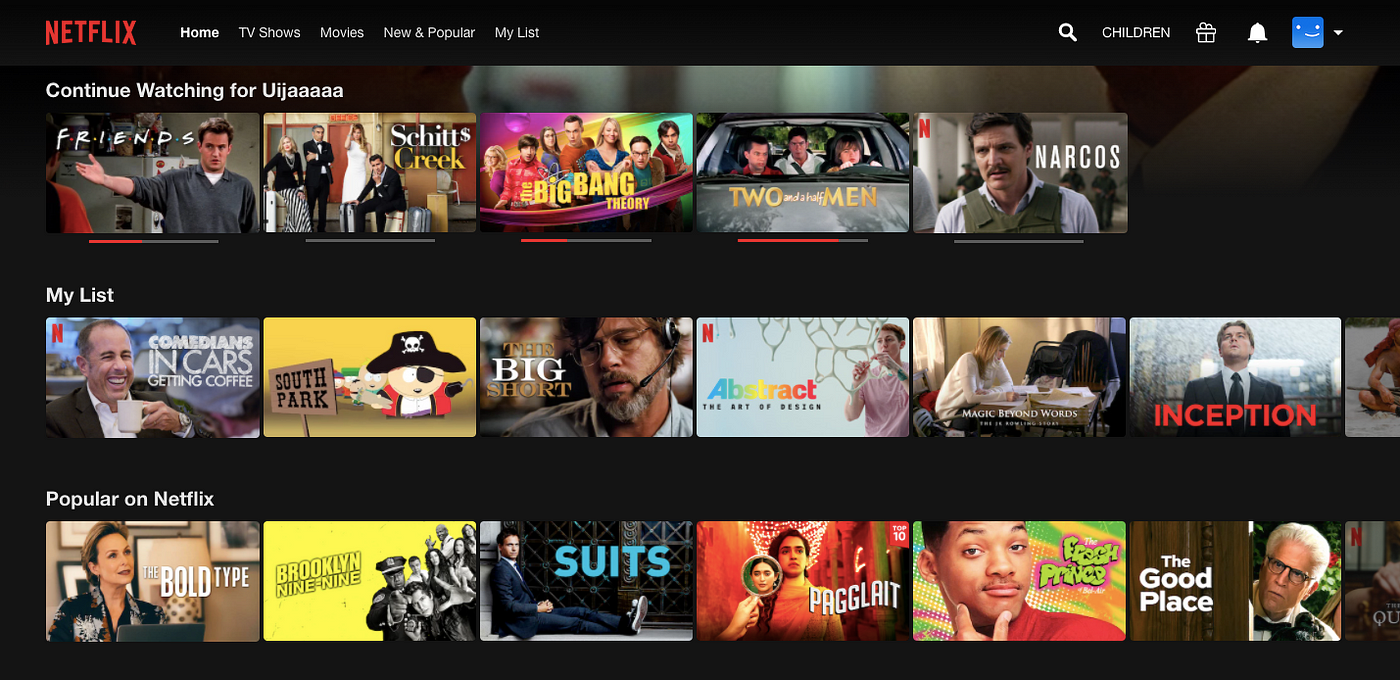 NETFLIX
Home
TV Shows
Movies
New & Popular
My List
CHILDREN
Continue Watching for Uijaaaaa
F·R·I·E·N·D·S
Schitt$
Creek
the BiG BANG
THEORY
TWO and a half MEN
N
NARCOS
My List
N
COMEDIANS
IN CARS
GETTING COFFEE
SOUTH
PARK
THE
BIG
SHORT
N
Abstract
THE ART OF DESIGN
MAGIC BEYOND WORDS
THE JK ROWLING STORY
INCEPTION
Popular on Netflix
THE BOLD TYPE
BROOKLYN
NINE-NINE
SUITS
N
TOP
10
PAGGLAIT
The
Fresh
Prince
of Bel-Air
The
Good
Place
N